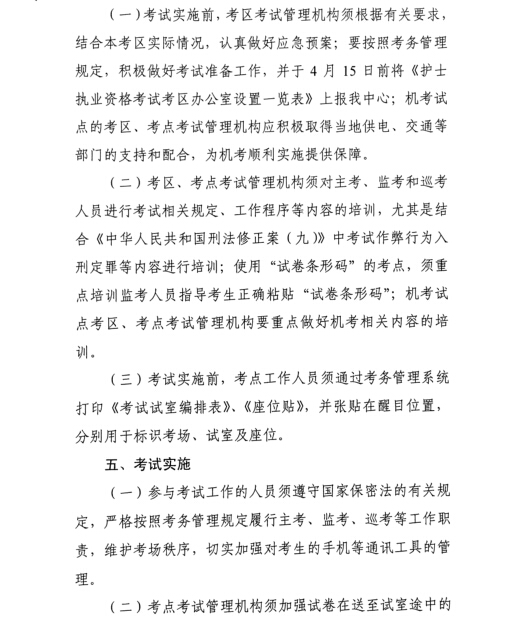 （一）考试实施前，考区考试管理机构须根据有关要求，
结合本考区实际情况，认真做好应急预案；要按照考务管理
规定，积极做好考试准备工作，并于 4 月 15 日前将《护士
执业资格考试考区办公室设置一览表》上报我中心；机考试
点的考区、考点考试管理机构应积极取得当地供电、交通等
部门的支持和配合，为机考顺利实施提供保障。
（二）考区、考点考试管理机构须对主考、监考和巡考
人员进行考试相关规定、工作程序等内容的培训，尤其是结
合《中华人民共和国刑法修正案（九）》中考试作弊行为入
刑定罪等内容进行培训；使用“试卷条形码”的考点，须重
点培训监考人员指导考生正确粘贴“试卷条形码”；机考试
点考区、考点考试管理机构要重点做好机考相关内容的培
训。
（三）考试实施前，考点工作人员须通过考务管理系统
打印《考试试室编排表》、《座位贴》，并张贴在醒目位置，
分别用于标识考场、试室及座位。
五、考试实施
（一）参与考试工作的人员须遵守国家保密法的有关规
定，严格按照考务管理规定履行主考、监考、巡考等工作职
责，维护考场秩序，切实加强对考生的手机等通讯工具的管
理。
（二）考点考试管理机构须加强试卷在送至试室途中的